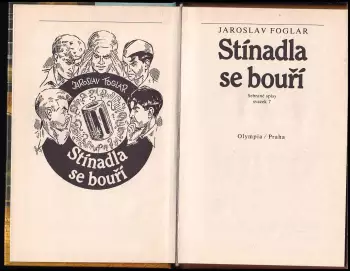 JAROSLAV FOGLAR
Stínadla
se bouří
JAROSLAV FOGLAR
Stínadla
se bouří
Sebrané spisy
svazek 7
Olympia / Praha